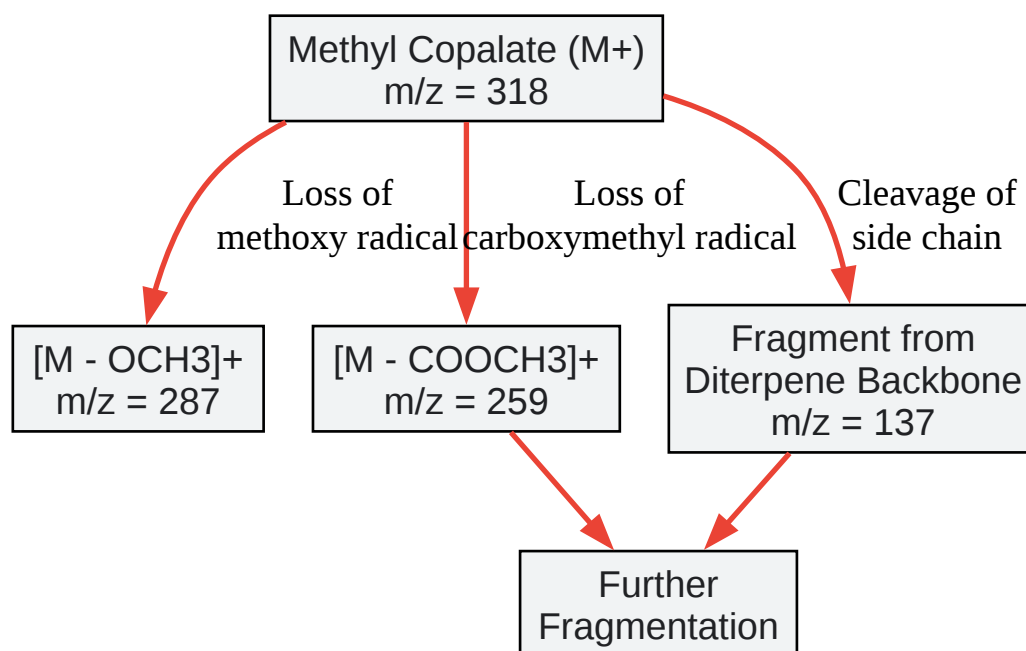 Methyl Copalate (M+)
m/z = 318
Loss of
methoxy radical
Loss of
carboxymethyl radical
Cleavage of
side chain
[M - OCH3]+
m/z = 287
[M - COOCH3]+
m/z = 259
Fragment from
Diterpene Backbone
m/z = 137
Further
Fragmentation